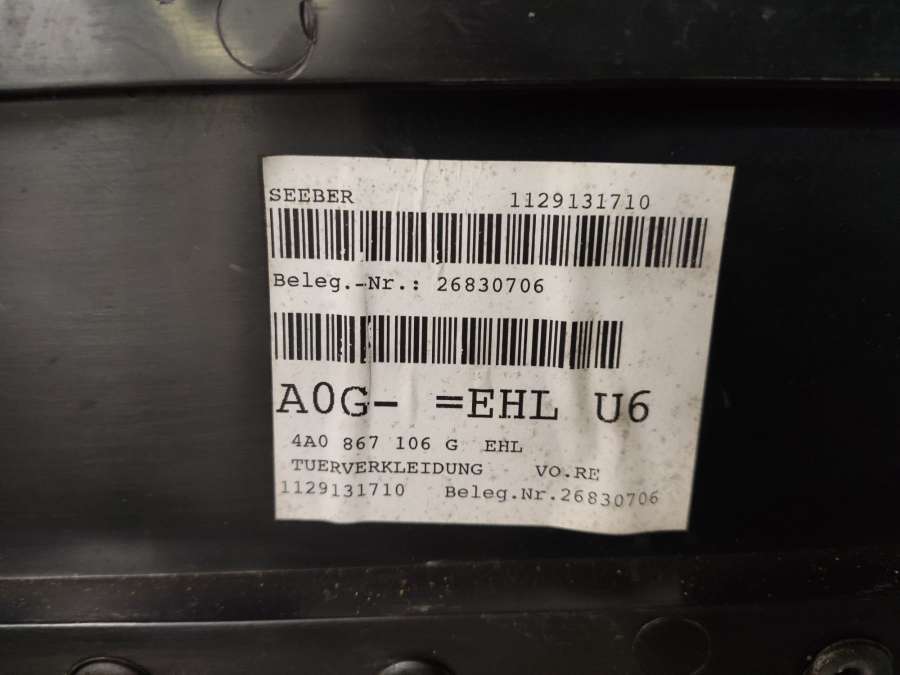 SEEBER 1129131710
Beleg.-Nr.: 26830706
A0G- =EHL U6
4A0 867 106 G EHL
TUERVERKLEIDUNG VO.RE
1129131710 Beleg.Nr.26830706